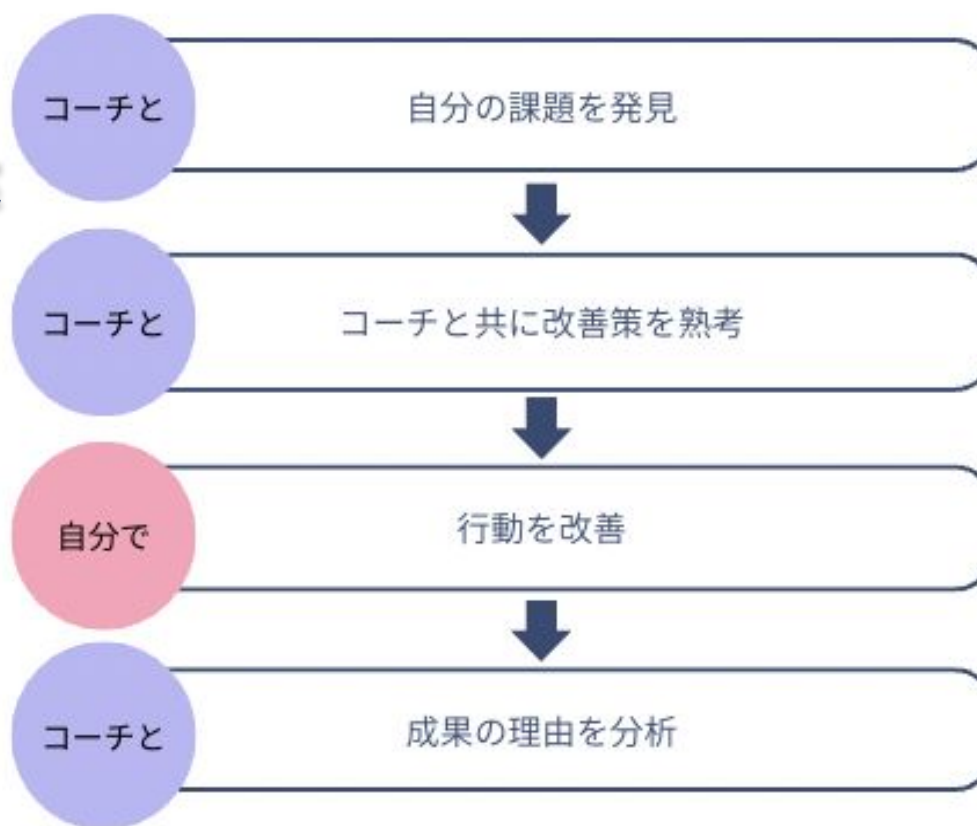 コーチと
自分の課題を発見
コーチと
コーチと共に改善策を熟考
自分で
行動を改善
コーチと
成果の理由を分析